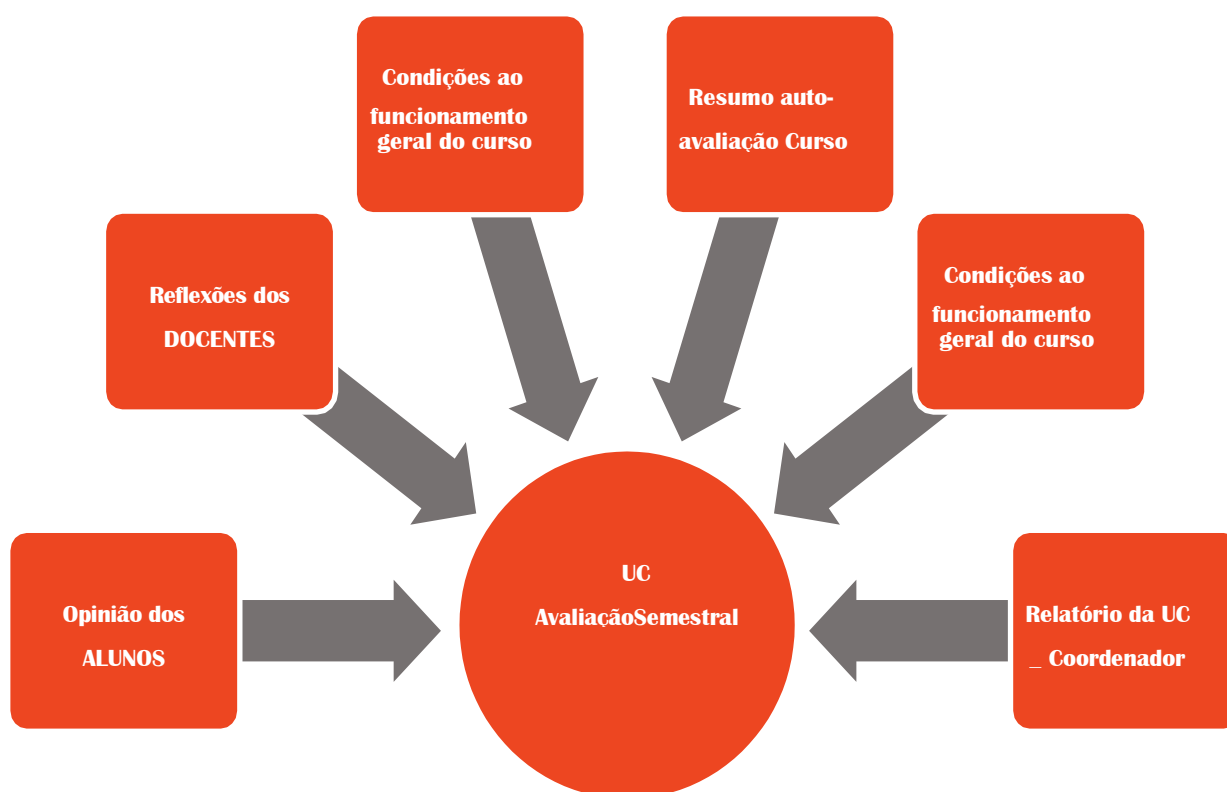 Condições ao
funcionamento
geral do curso
Resumo auto-
avaliação Curso
Reflexões dos
DOCENTES
Condições ao
funcionamento
geral do curso
Opinião dos
ALUNOS
UC
AvaliaçãoSemestral
Relatório da UC
_ Coordenador